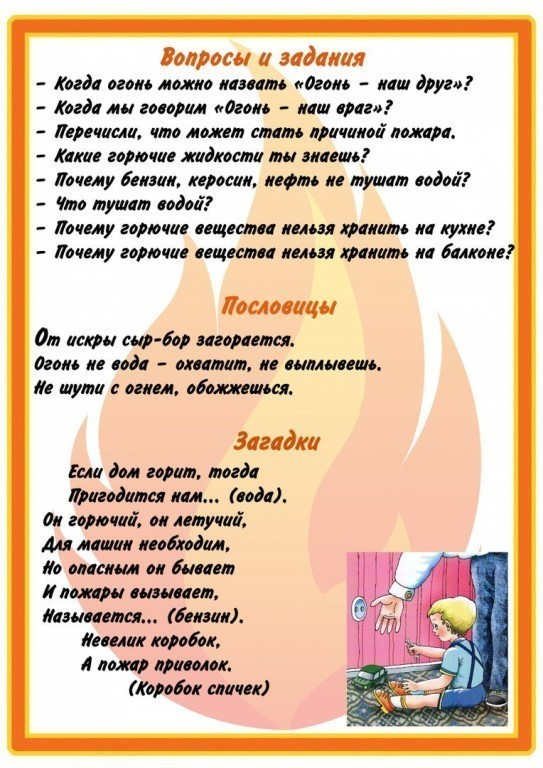 Вопросы и задания
– Когда огонь можно назвать «Огонь – наш друг»?
– Когда мы говорим «Огонь – наш враг»?
– Перечисли, что может стать причиной пожара.
– Какие горючие жидкости ты знаешь?
– Почему бензин, керосин, нефть не тушат водой?
– Что тушат водой?
– Почему горючие вещества нельзя хранить на кухне?
– Почему горючие вещества нельзя хранить на балконе?
Пословицы
От искры сыр-бор загорается.
Огонь не вода – охватит, не выплывешь.
Не шути с огнем, обожжешься.
Загадки
Если дом горит, тогда
Пригодится нам... (вода).
Он горючий, он летучий,
Для машин необходим,
Но опасным он бывает
И пожары вызывает,
Называется... (бензин).
Невелик коробок,
А пожар приволок.
(Коробок спичек)